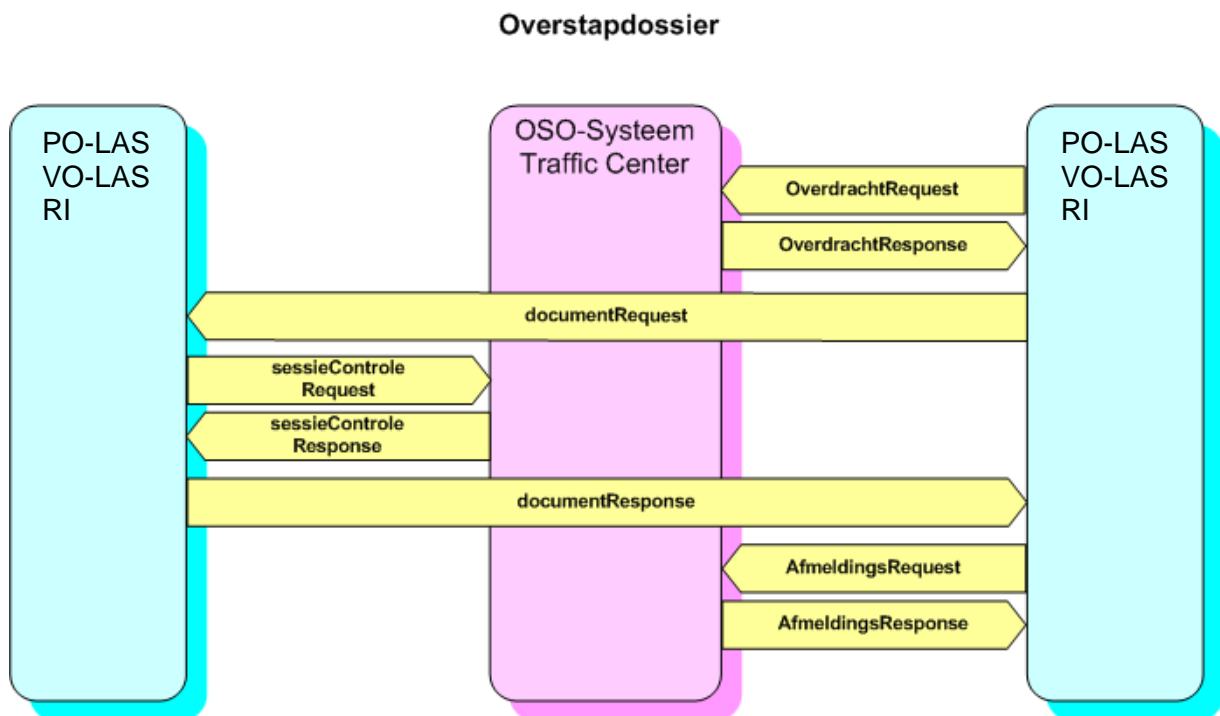 Overstapdossier
PO-LAS
VO-LAS
RI
OSO-Systeem
Traffic Center
PO-LAS
VO-LAS
RI
OverdrachtRequest
OverdrachtResponse
documentRequest
sessieControle
Request
sessieControle
Response
documentResponse
AfmeldingsRequest
AfmeldingsResponse